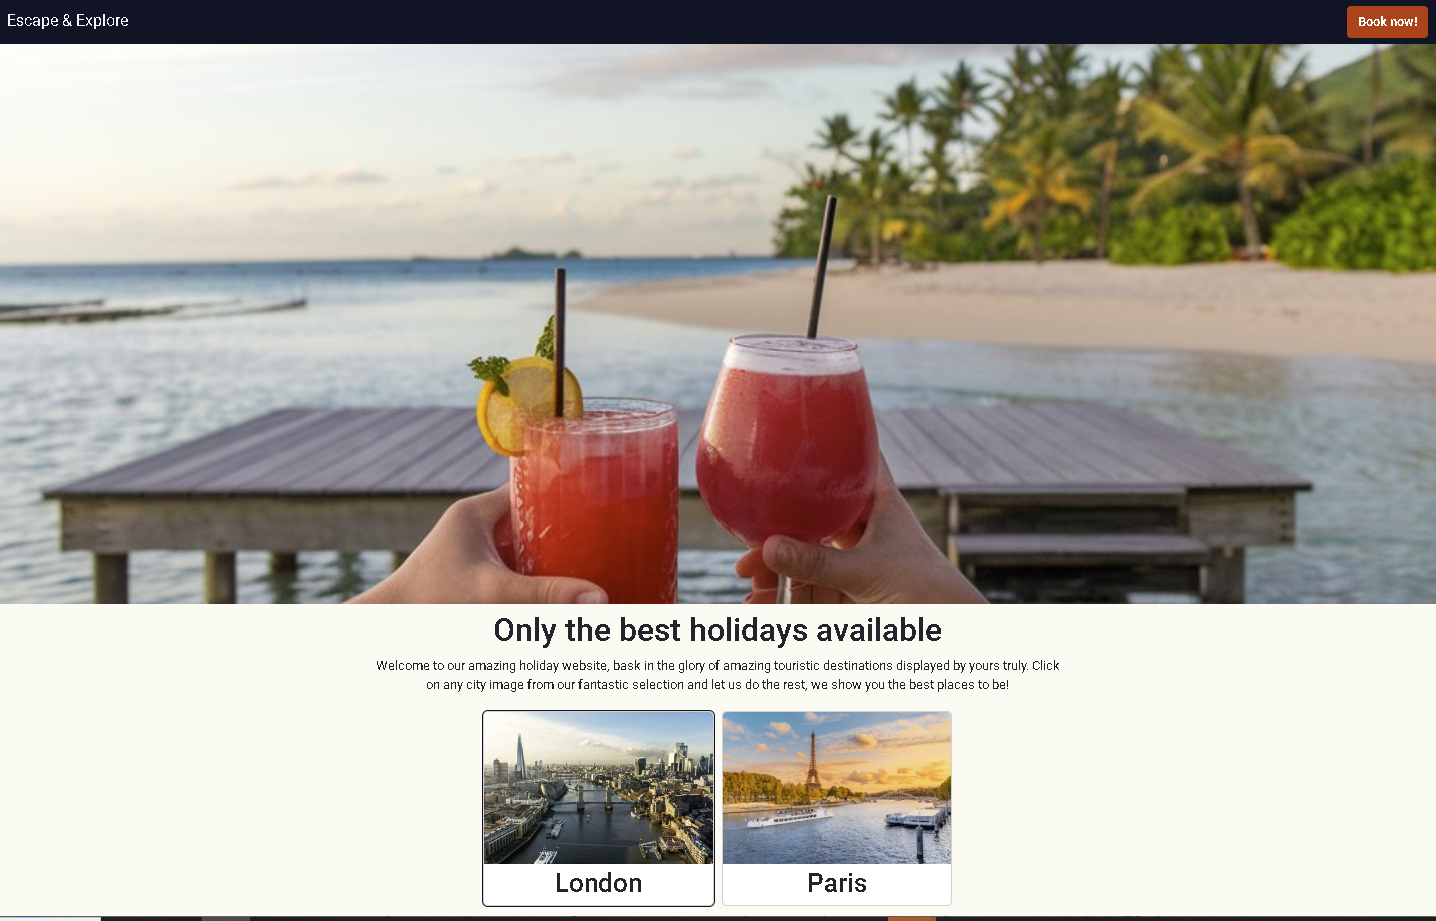 Escape & Explore
Book now!
Only the best holidays available
Welcome to our amazing holiday website, bask in the glory of amazing touristic destinations displayed by yours truly. Click
on any city image from our fantastic selection and let us do the rest, we show you the best places to be!
London
Paris